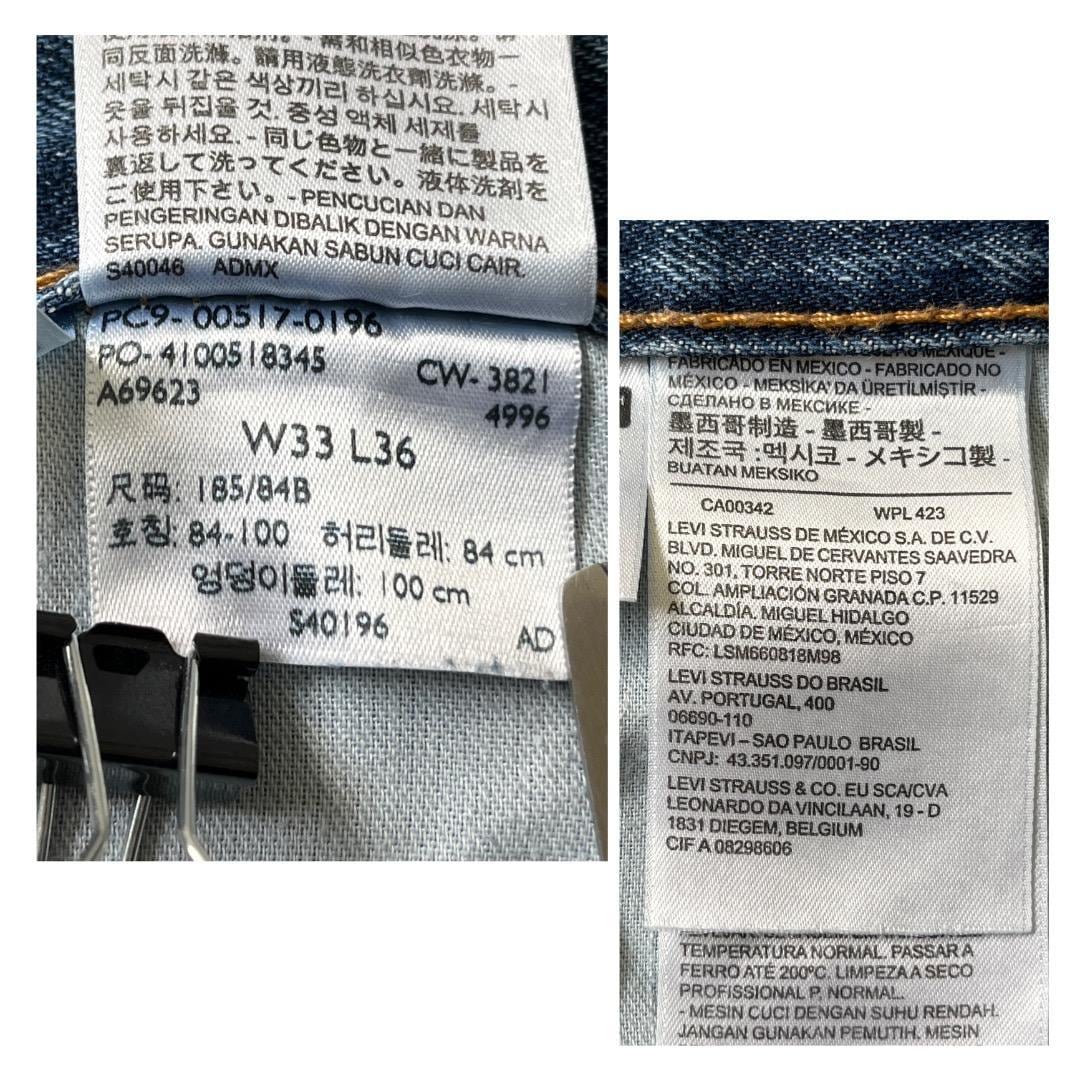 同反面洗滌。請用液態洗衣劑洗滌。-
세탁시 같은 색상끼리 하십시요. 세탁시
옷을 뒤집을 것. 중성 액체 세제를
사용하세요. - 同じ色物と一緒に製品を
裏返して洗ってください。液体洗剤を
ご使用下さい。- PENCUCIAN DAN
PENGERINGAN DIBALIK DENGAN WARNA
SERUPA. GUNAKAN SABUN CUCI CAIR.
S40046 ADMX
PC9-00517-0196
PO-4100518345
CW-3821
A69623
4996
W33 L36
尺码: 185/84B
호칭: 84-100 허리둘레: 84 cm
엉덩이둘레: 100 cm
S40196
AD
MEXIQUE -
FABRICADO EN MÉXICO - FABRICADO NO
MÉXICO - MEKSİKA' DA ÜRETİLMİŞTİR -
СДЕЛАНО В МЕКСИКЕ -
墨西哥制造 - 墨西哥製 -
제조국 :멕시코 - メキシコ製 -
BUATAN MEKSIKO
CA00342 WPL 423
LEVI STRAUSS DE MÉXICO S.A. DE C.V.
BLVD. MIGUEL DE CERVANTES SAAVEDRA
NO. 301, TORRE NORTE PISO 7
COL. AMPLIACIÓN GRANADA C.P. 11529
ALCALDÍA. MIGUEL HIDALGO
CIUDAD DE MÉXICO, MÉXICO
RFC: LSM660818M98
LEVI STRAUSS DO BRASIL
AV. PORTUGAL, 400
06690-110
ITAPEVI – SAO PAULO BRASIL
CNPJ: 43.351.097/0001-90
LEVI STRAUSS & CO. EU SCA/CVA
LEONARDO DA VINCILAAN, 19 - D
1831 DIEGEM, BELGIUM
CIF A 08298606
TEMPERATURA NORMAL. PASSAR A
FERRO ATÉ 200ºC. LIMPEZA A SECO
PROFISSIONAL P. NORMAL.
- MESIN CUCI DENGAN SUHU RENDAH.
JANGAN GUNAKAN PEMUTIH. MESIN